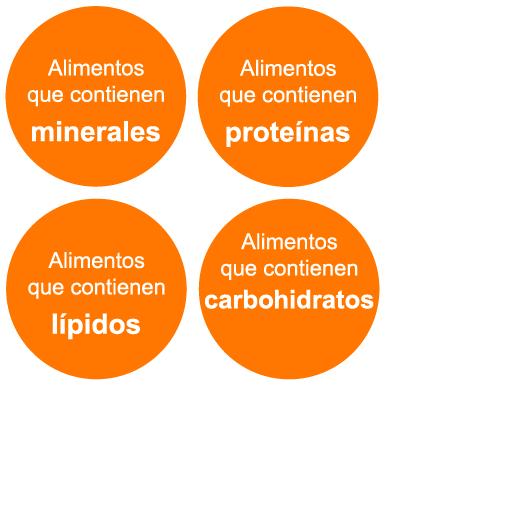 Alimentos
que contienen
minerales
Alimentos
que contienen
proteínas
Alimentos
que contienen
lípidos
Alimentos
que contienen
carbohidratos